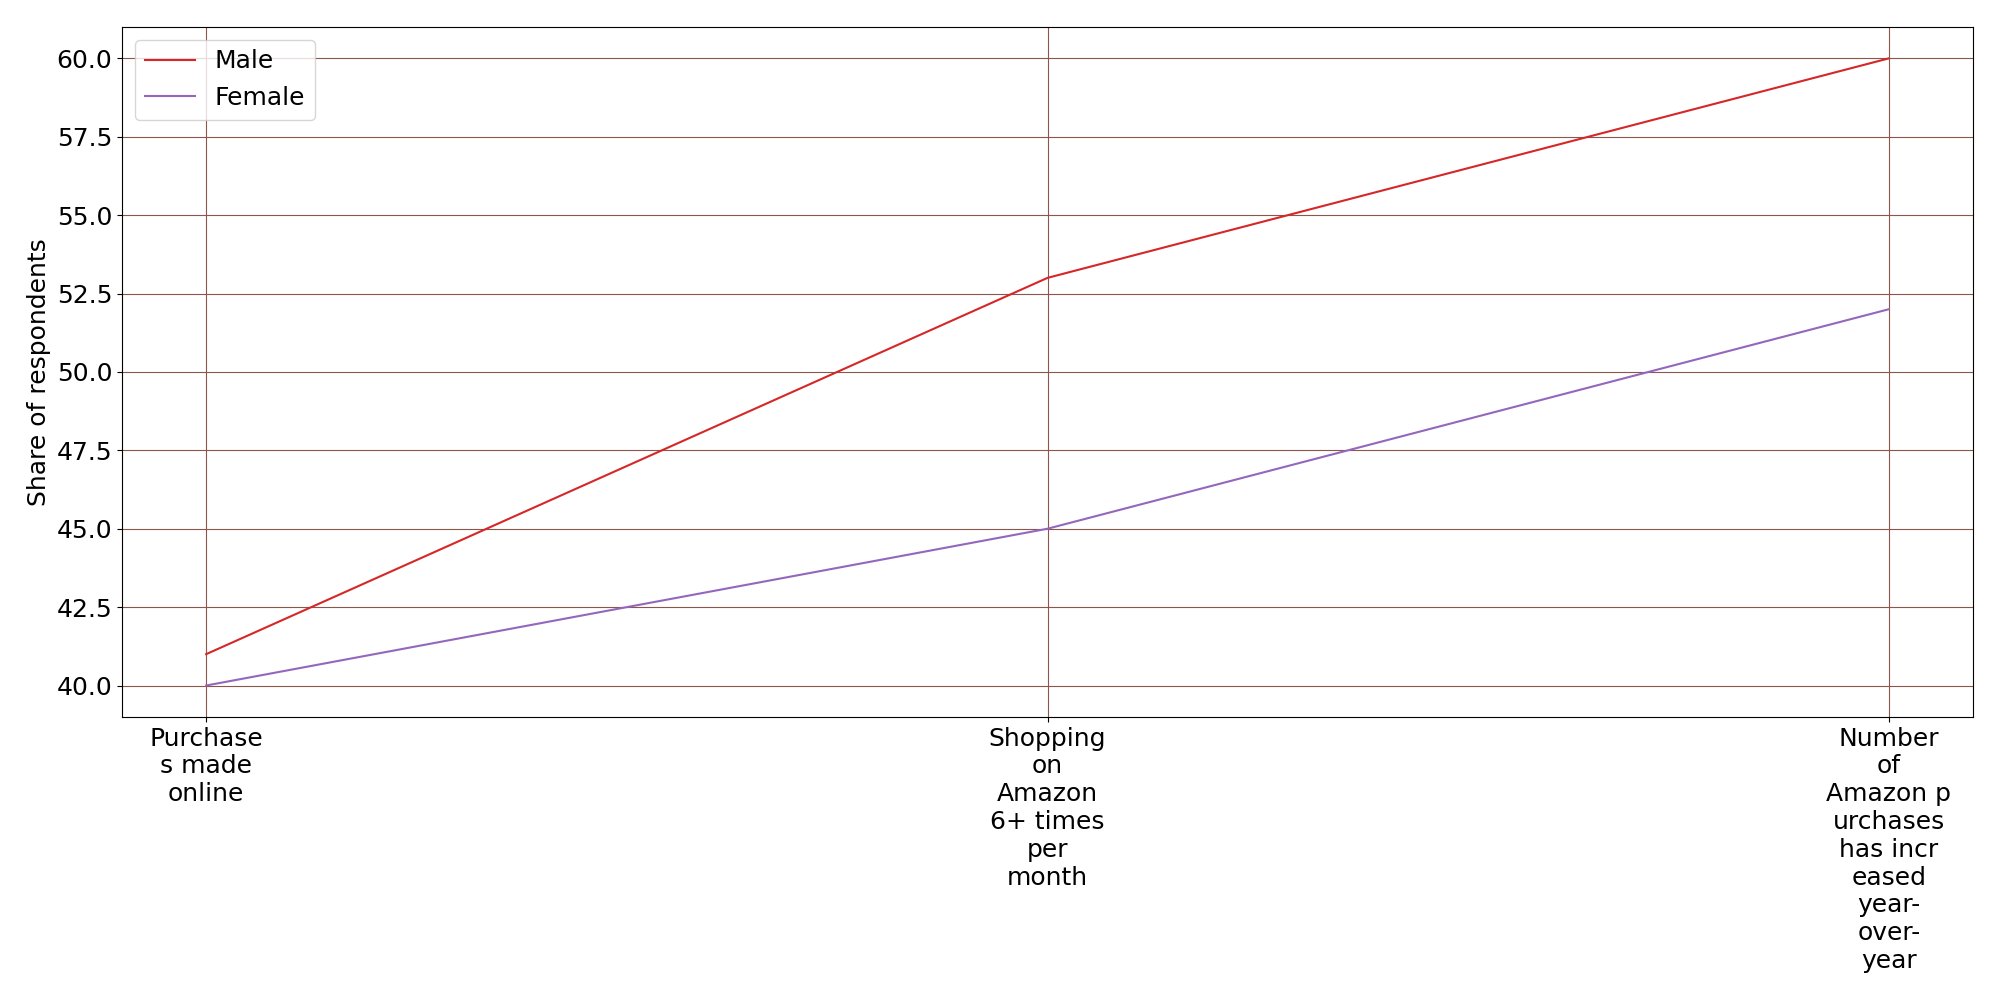 Male
Female
60.0
57.5
55.0
52.5
50.0
47.5
45.0
42.5
40.0
Share of respondents
Purchase
s made
online
Shopping
on
Amazon
6+ times
per
month
Number
of
Amazon p
urchases
has incr
eased
year-
over-
year